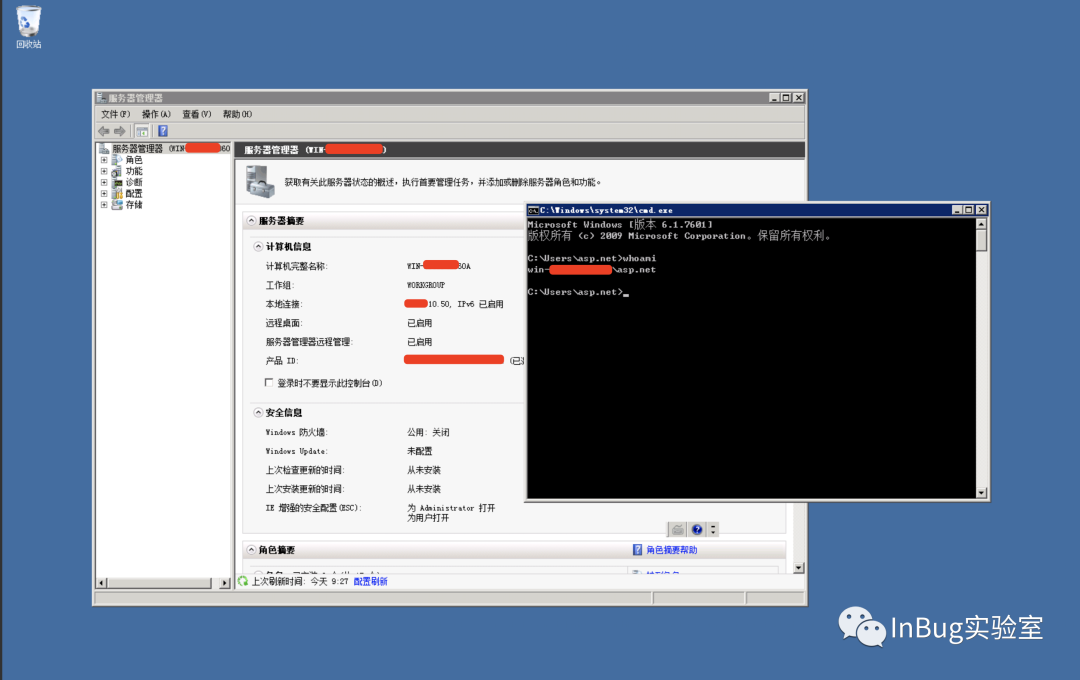 回收站
服务器管理器
文件(F) 操作(A) 查看(V) 帮助(H)
服务器管理器 (WIN-
角色
功能
诊断
配置
存储
服务器管理器 (WIN- )
获取有关此服务器状态的概述，执行首要管理任务，并添加或删除服务器角色和功能。
服务器摘要
计算机信息
计算机完整名称: WIN- 60A
工作组: WORKGROUP
本地连接: 10.50, IPv6 已启用
远程桌面: 已启用
服务器管理器远程管理: 已启用
产品 ID:
登录时不要显示此控制台(D)
安全信息
Windows 防火墙: 公用: 关闭
Windows Update: 未配置
上次检查更新的时间: 从未安装
上次安装更新的时间: 从未安装
IE 增强的安全配置(ESC): 为 Administrator 打开
为用户打开
角色摘要 角色摘要帮助
上次刷新时间: 今天 9:27 配置刷新
C:\Windows\system32\cmd.exe
Microsoft Windows [版本 6.1.7601]
版权所有 (c) 2009 Microsoft Corporation。保留所有权利。
C:\Users\asp.net>whoami
win- \asp.net
C:\Users\asp.net>_
InBug实验室